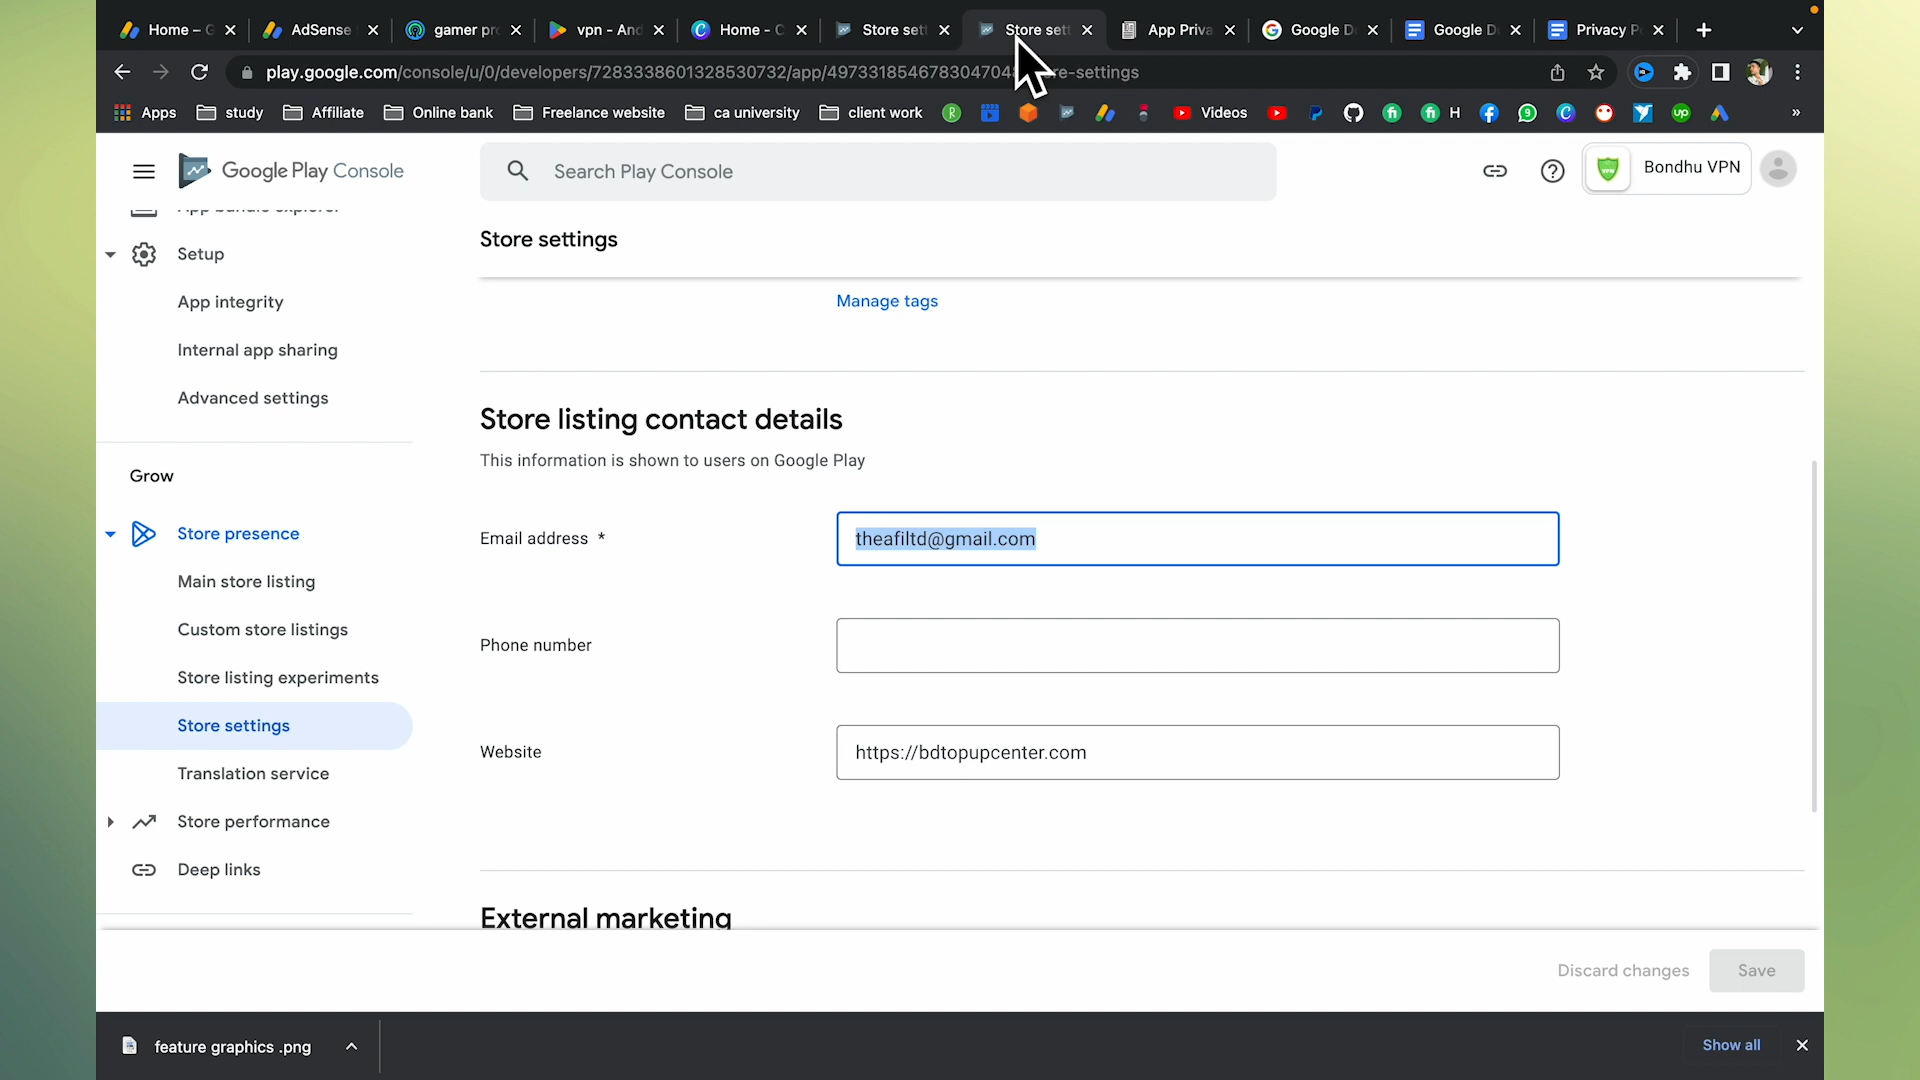 Home – G
AdSense
gamer pr
vpn - And
Home - C
Store sett
Store sett
App Priva
Google D
Google D
Privacy P
play.google.com/console/u/0/developers/7283338601328530732/app/4973318546783047048 re-settings
Apps
study
Affiliate
Online bank
Freelance website
ca university
client work
Videos
H
»
Google Play Console
Search Play Console
Bondhu VPN
App bundle explorer
Setup
App integrity
Internal app sharing
Advanced settings
Grow
Store presence
Main store listing
Custom store listings
Store listing experiments
Store settings
Translation service
Store performance
Deep links
Store settings
Manage tags
Store listing contact details
This information is shown to users on Google Play
Email address *
theafiltd@gmail.com
Phone number
Website
https://bdtopupcenter.com
External marketing
Discard changes
Save
feature graphics .png
Show all